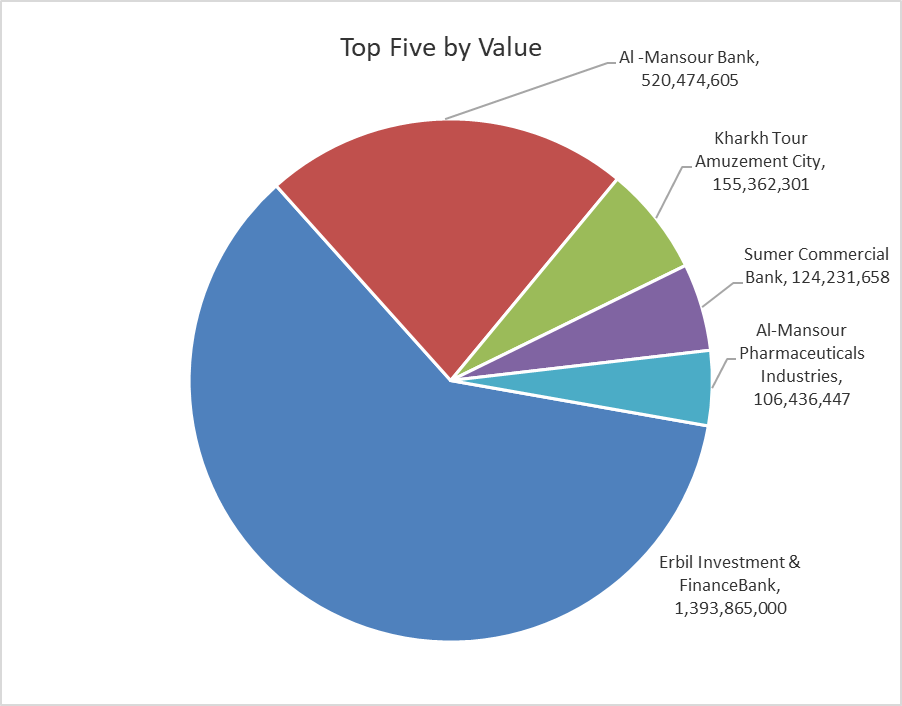 Top Five by Value
Al -Mansour Bank,
520,474,605
Kharkh Tour
Amuzement City,
155,362,301
Sumer Commercial
Bank, 124,231,658
Al-Mansour
Pharmaceuticals
Industries,
106,436,447
Erbil Investment &
FinanceBank,
1,393,865,000